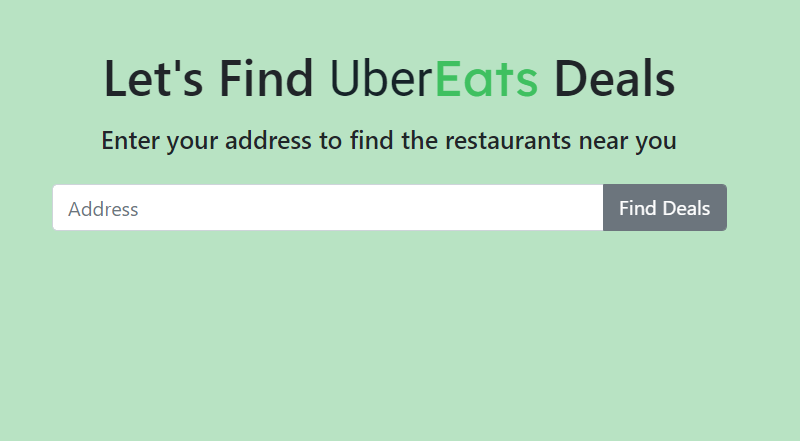 Let's Find UberEats Deals
Enter your address to find the restaurants near you
Address Find Deals